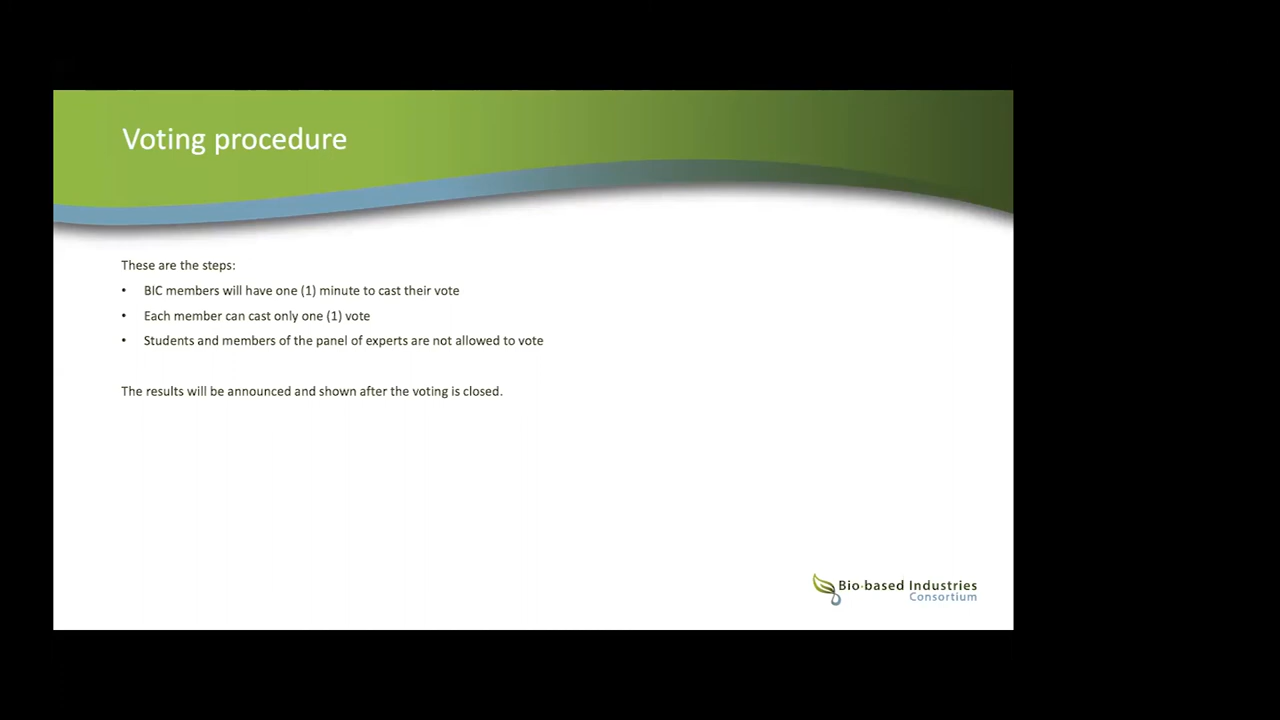 Voting procedure
These are the steps:
• BIC members will have one (1) minute to cast their vote
• Each member can cast only one (1) vote
• Students and members of the panel of experts are not allowed to vote
The results will be announced and shown after the voting is closed.
Bio-based Industries
Consortium